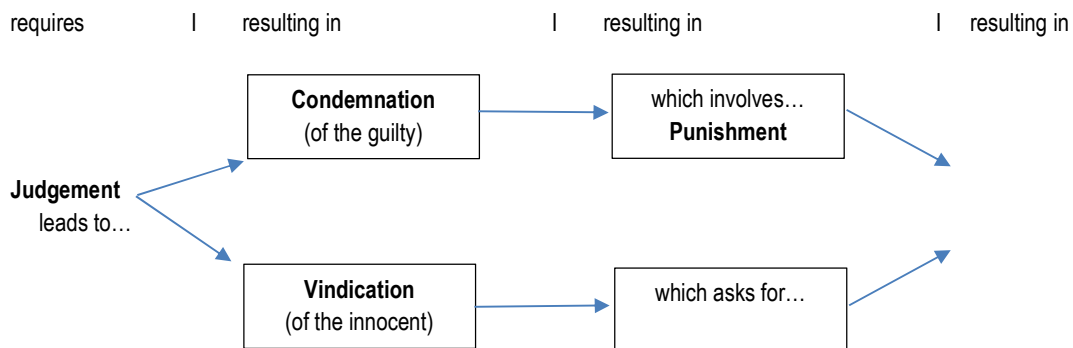 requires I resulting in I resulting in I resulting in
Condemnation
(of the guilty)
which involves…
Punishment
Judgement
leads to…
Vindication
(of the innocent)
which asks for…